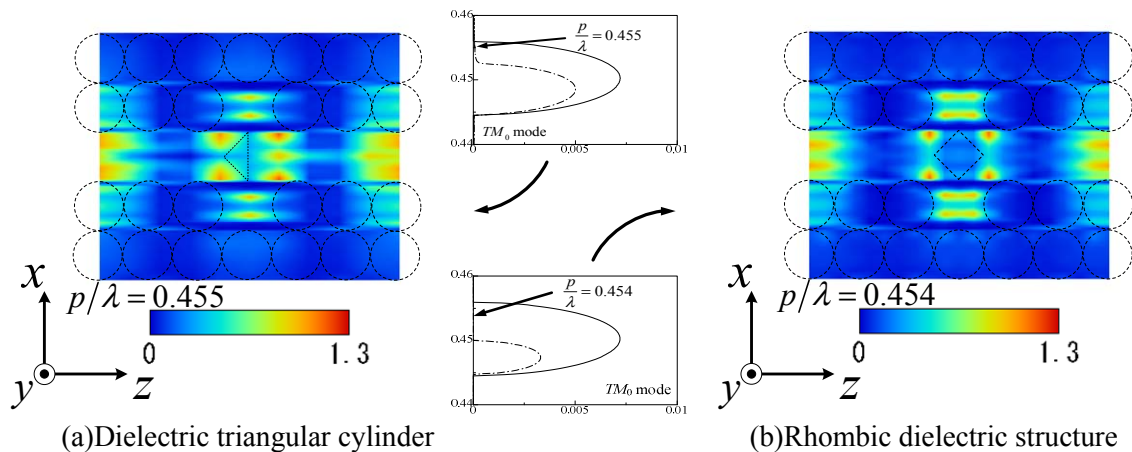 0.46
p/λ = 0.455
0.45
TM₀ mode
0.44
0 0.005 0.01
x
p/λ = 0.455
0 1.3
y z
0.46
p/λ = 0.454
0.45
TM₀ mode
0.44
0 0.005 0.01
x
p/λ = 0.454
0 1.3
y z
(a)Dielectric triangular cylinder
(b)Rhombic dielectric structure